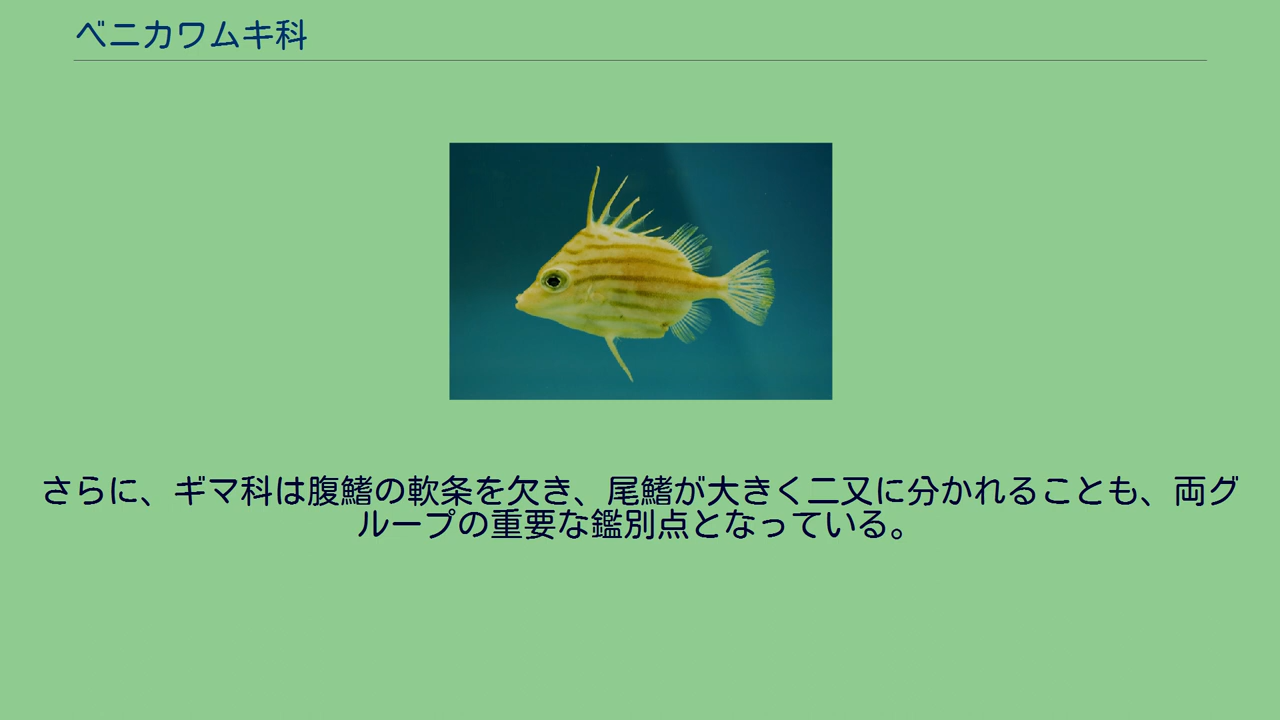 ベニカワムキ科
さらに、ギマ科は腹鰭の軟条を欠き、尾鰭が大きく二又に分かれることも、両グ
ループの重要な鑑別点となっている。